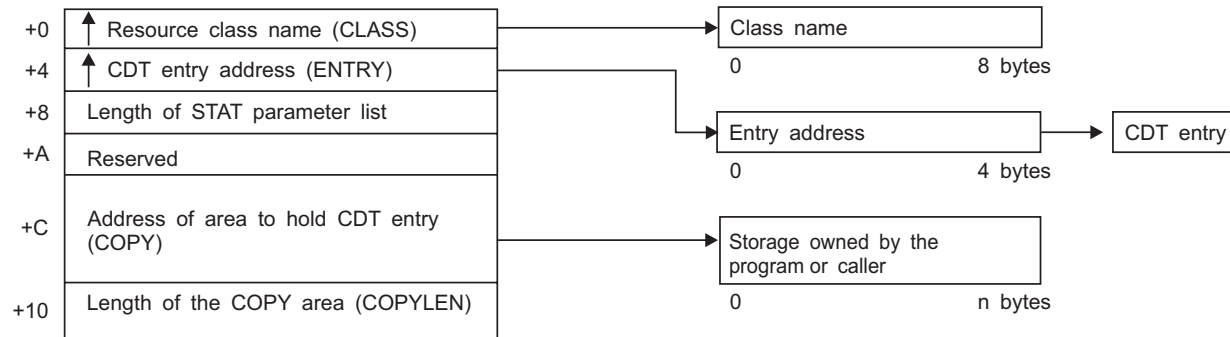 +0 Resource class name (CLASS)
Class name
0 8 bytes
+4 CDT entry address (ENTRY)
+8 Length of STAT parameter list
Entry address
CDT entry
0 4 bytes
+A Reserved
+C Address of area to hold CDT entry
(COPY)
Storage owned by the
program or caller
0 n bytes
+10 Length of the COPY area (COPYLEN)